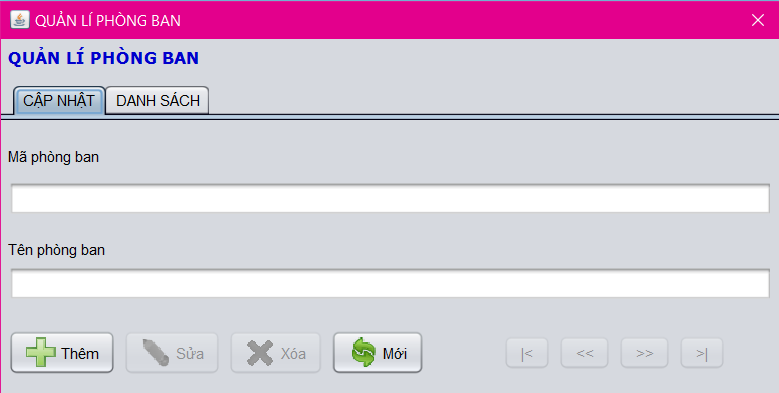 QUẢN LÍ PHÒNG BAN
QUẢN LÍ PHÒNG BAN
CẬP NHẬT DANH SÁCH
Mã phòng ban
Tên phòng ban
Thêm Sửa Xóa Mới |< << >> >|